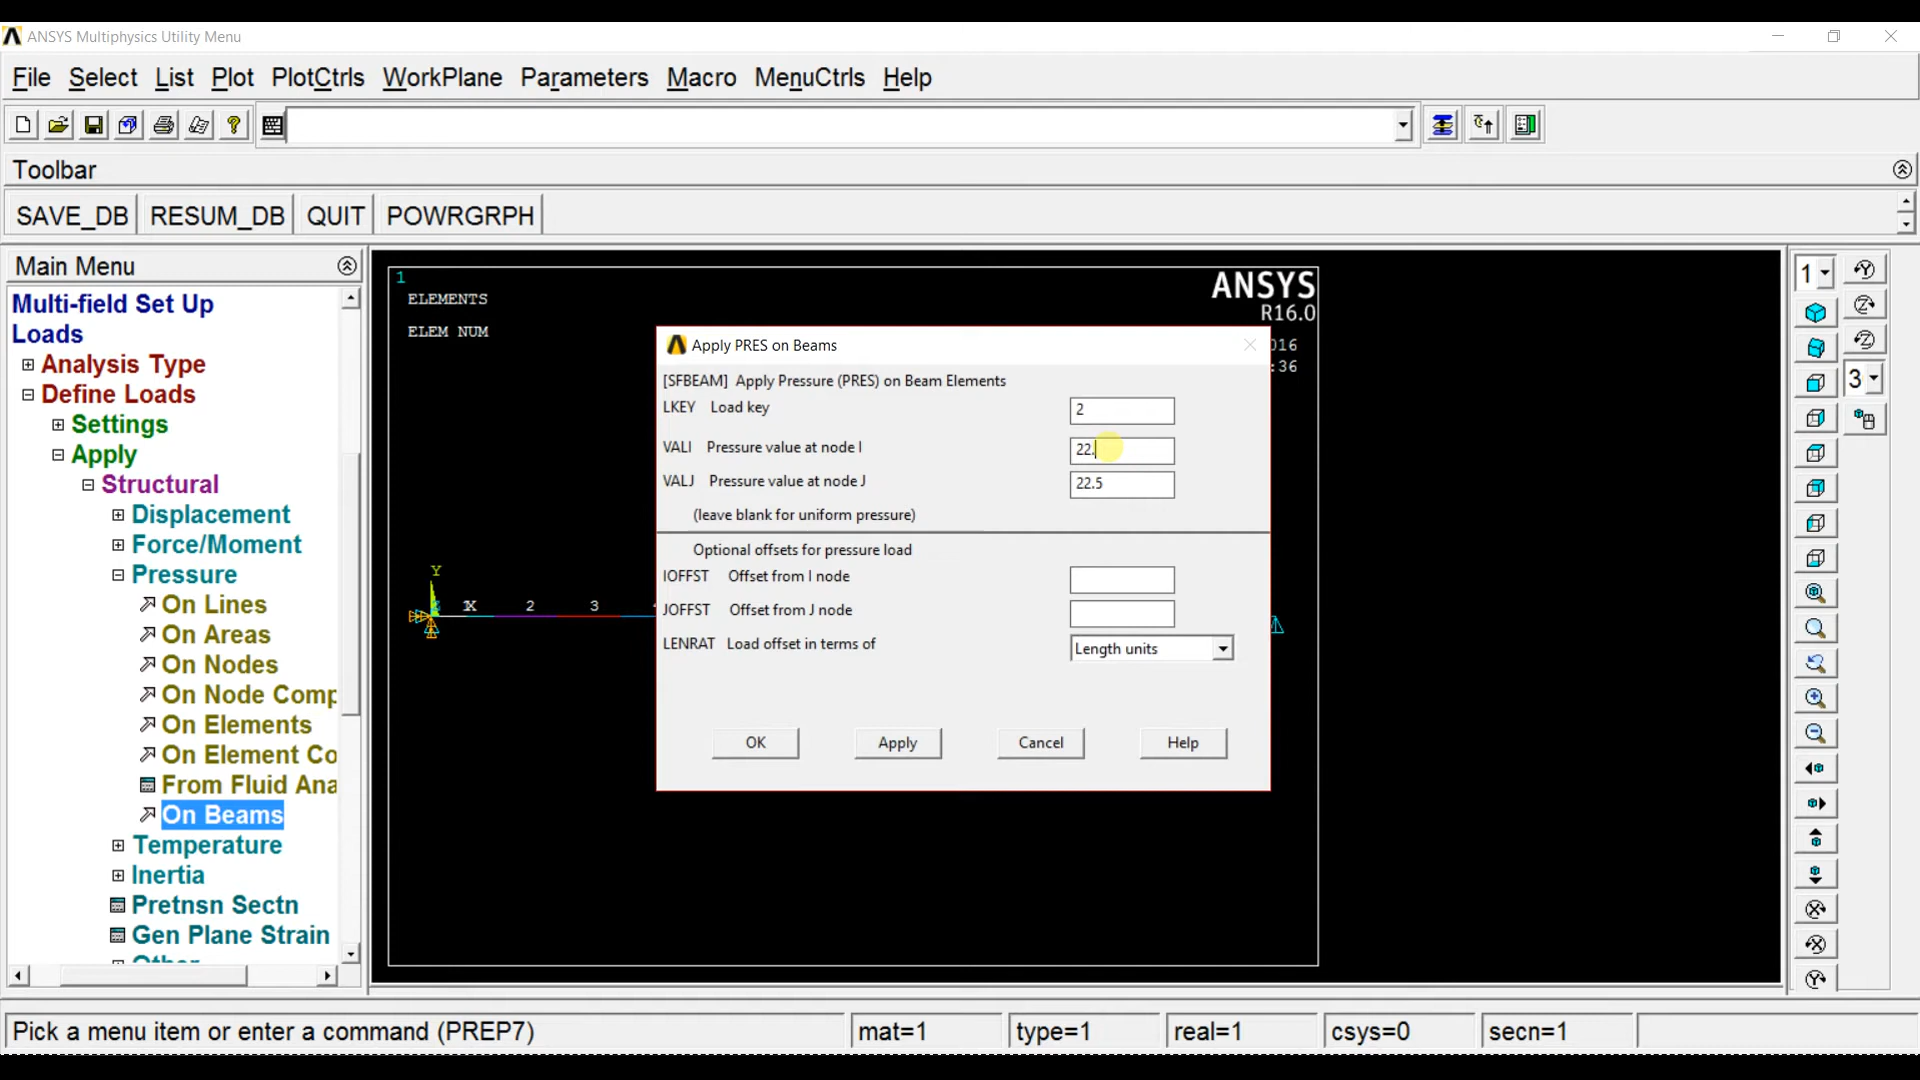 ANSYS Multiphysics Utility Menu
File Select List Plot PlotCtrls WorkPlane Parameters Macro MenuCtrls Help
Toolbar
SAVE_DB RESUM_DB QUIT POWRGRPH
Main Menu
Multi-field Set Up
Loads
Analysis Type
Define Loads
Settings
Apply
Structural
Displacement
Force/Moment
Pressure
On Lines
On Areas
On Nodes
On Node Comp
On Elements
On Element Co
From Fluid Ana
On Beams
Temperature
Inertia
Pretnsn Sectn
Gen Plane Strain
1
ELEMENTS
ELEM NUM
ANSYS
R16.0
016
:36
Y
X 2 3
Apply PRES on Beams
[SFBEAM] Apply Pressure (PRES) on Beam Elements
LKEY Load key 2
VALI Pressure value at node I 22.
VALJ Pressure value at node J 22.5
(leave blank for uniform pressure)
Optional offsets for pressure load
IOFFST Offset from I node
JOFFST Offset from J node
LENRAT Load offset in terms of Length units
OK Apply Cancel Help
1
3
Pick a menu item or enter a command (PREP7) mat=1 type=1 real=1 csys=0 secn=1